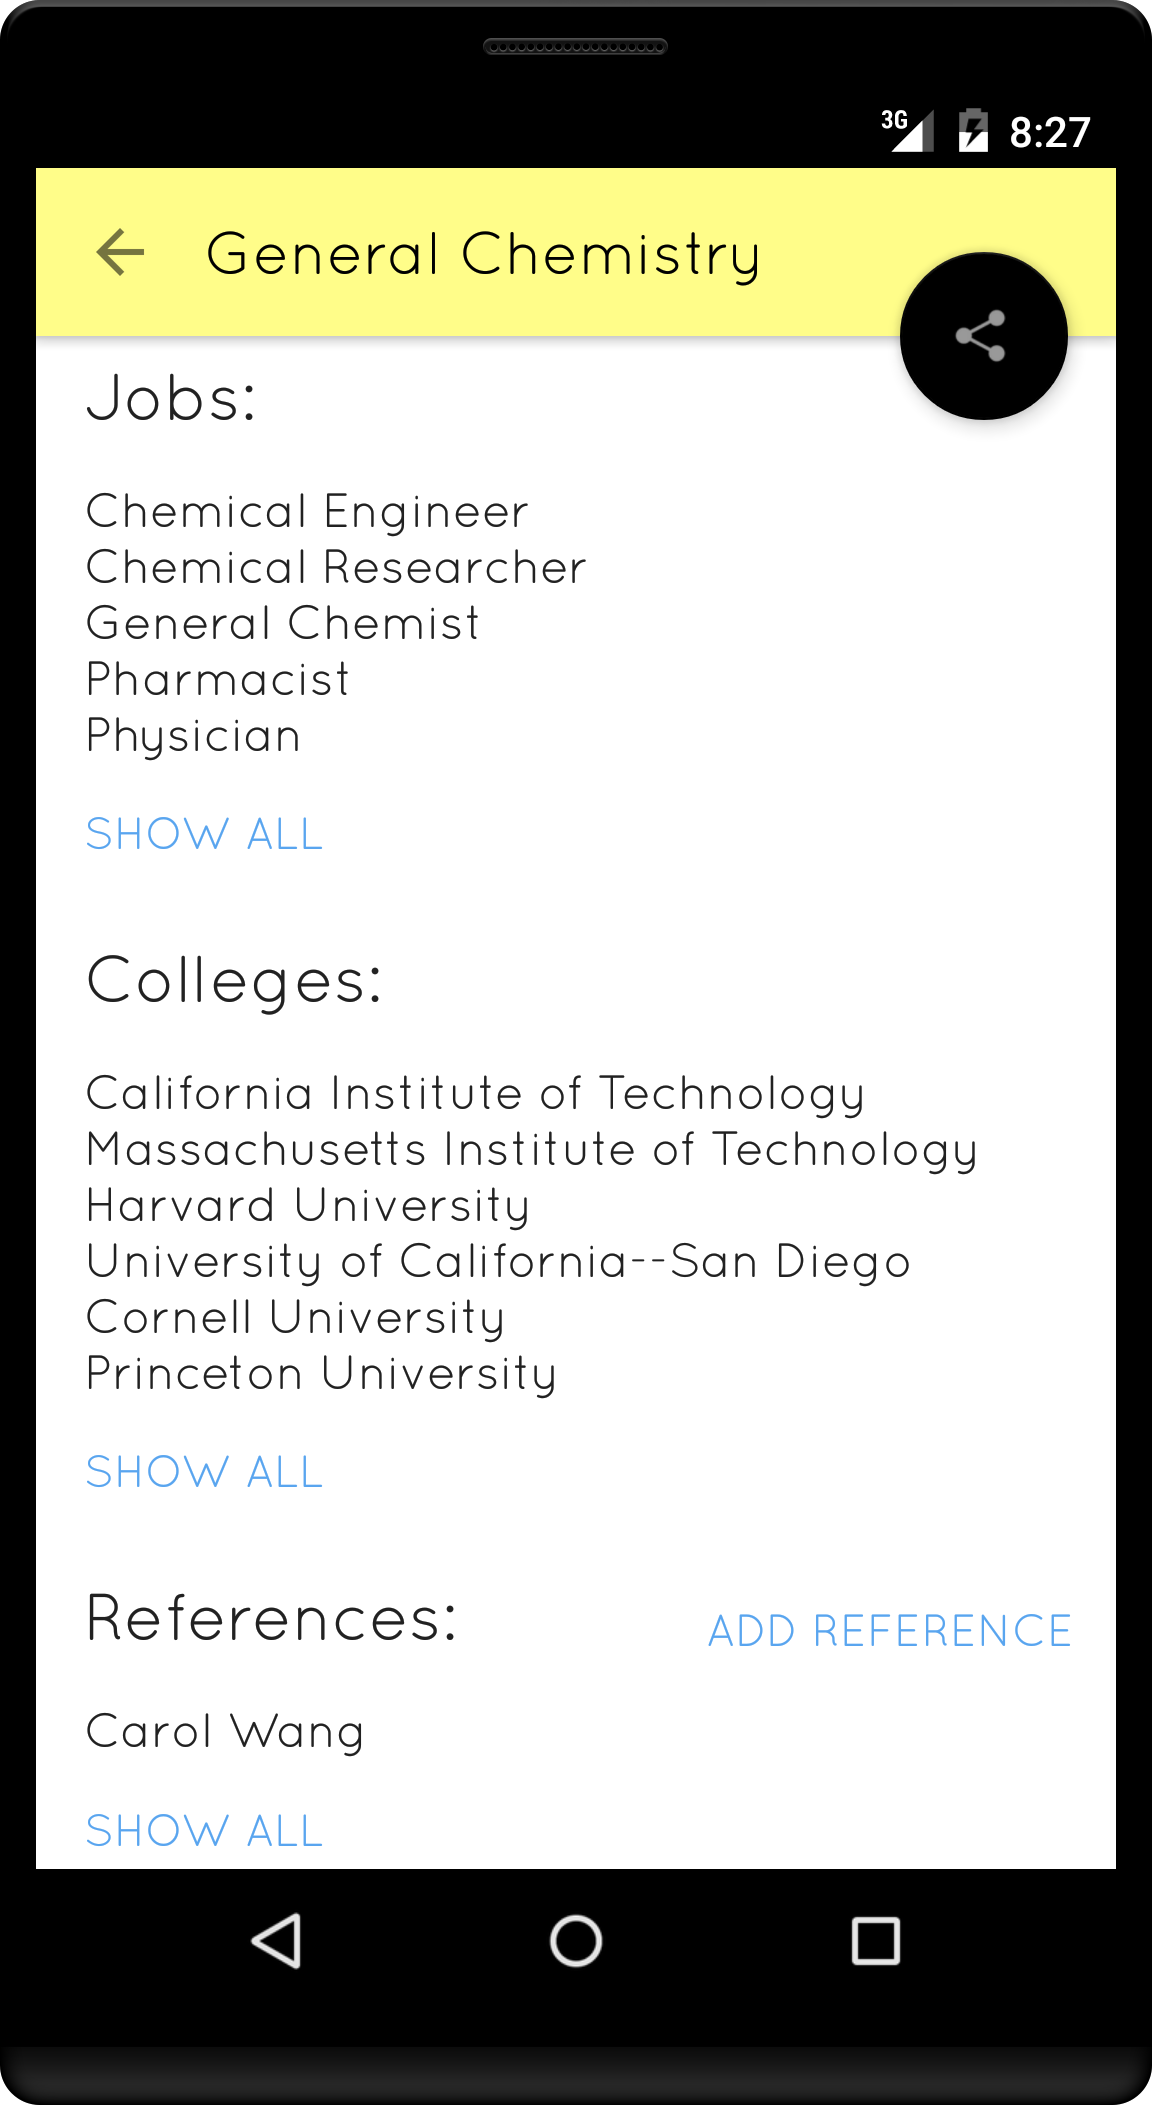 3G 8:27
General Chemistry
Jobs:
Chemical Engineer
Chemical Researcher
General Chemist
Pharmacist
Physician
SHOW ALL
Colleges:
California Institute of Technology
Massachusetts Institute of Technology
Harvard University
University of California--San Diego
Cornell University
Princeton University
SHOW ALL
References:
ADD REFERENCE
Carol Wang
SHOW ALL